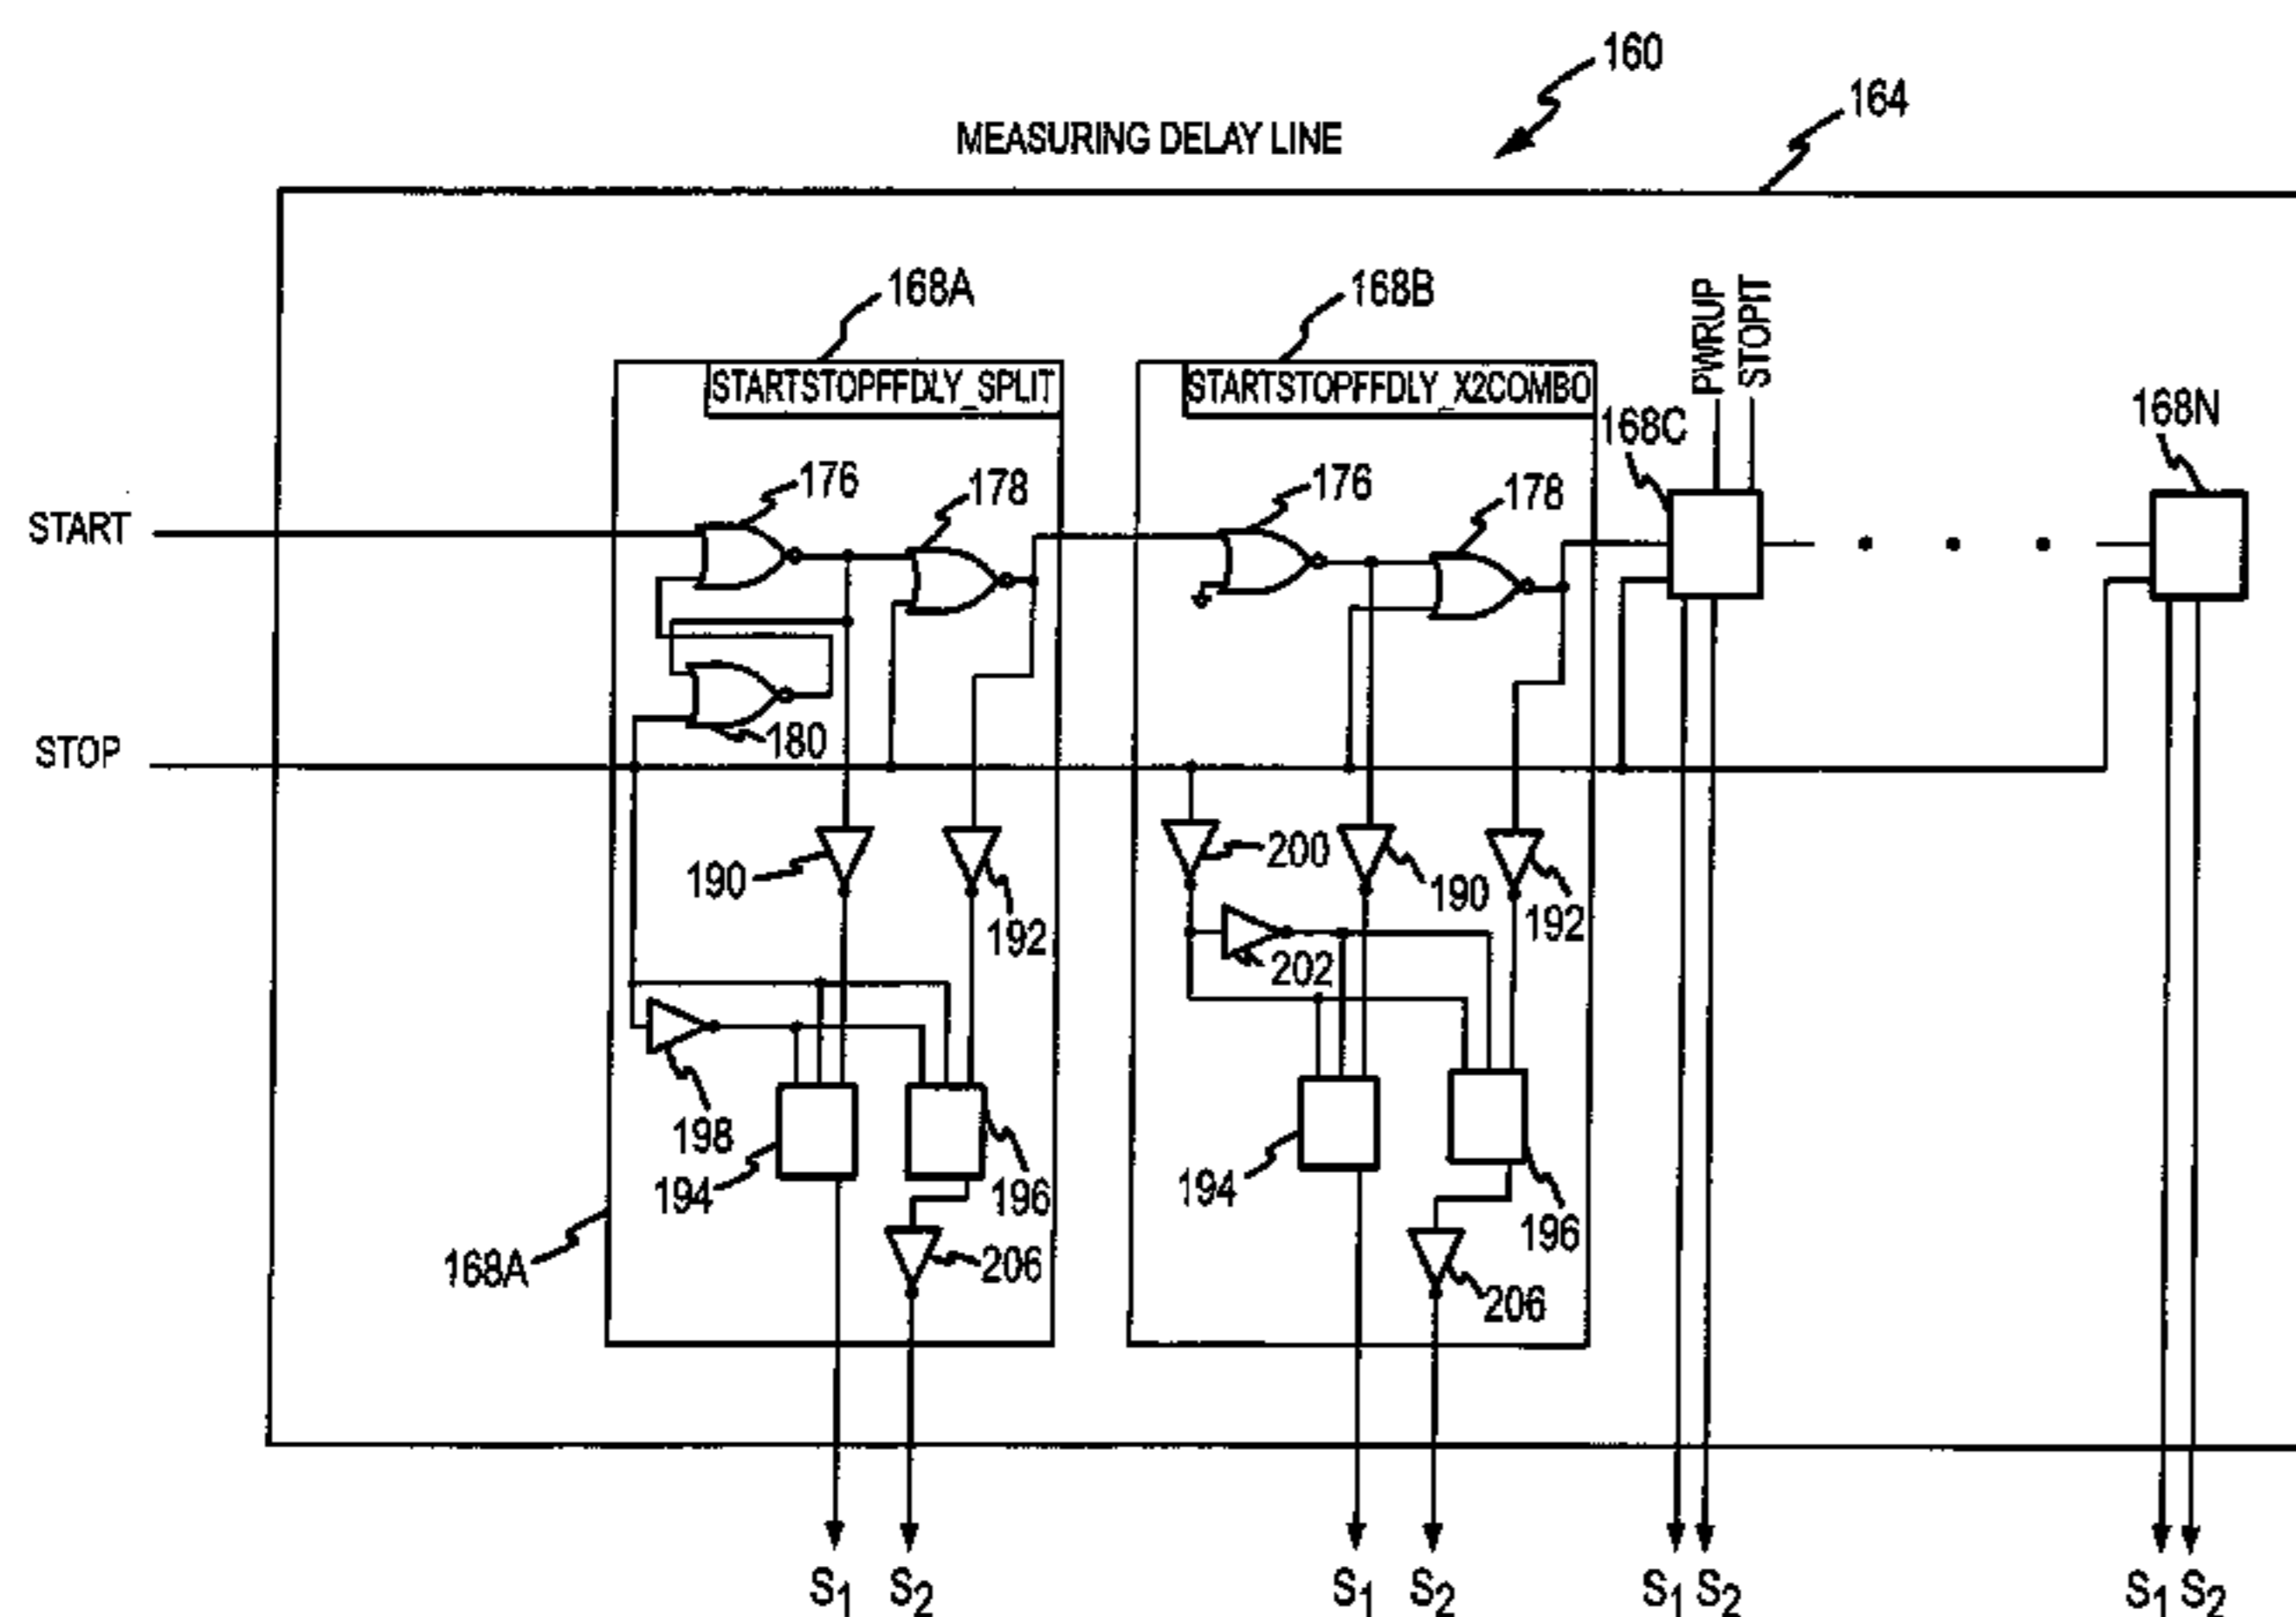 160
164
MEASURING DELAY LINE
168A
168B
PWRUP
STOPIT
STARTSTOPFFDLY_SPLIT
STARTSTOPFFDLY_X2COMBO
168C
168N
176
178
176
178
START
180
STOP
190
192
200
190
192
202
198
194
196
194
196
168A
206
206
S1 S2
S1 S2
S1 S2
S1 S2